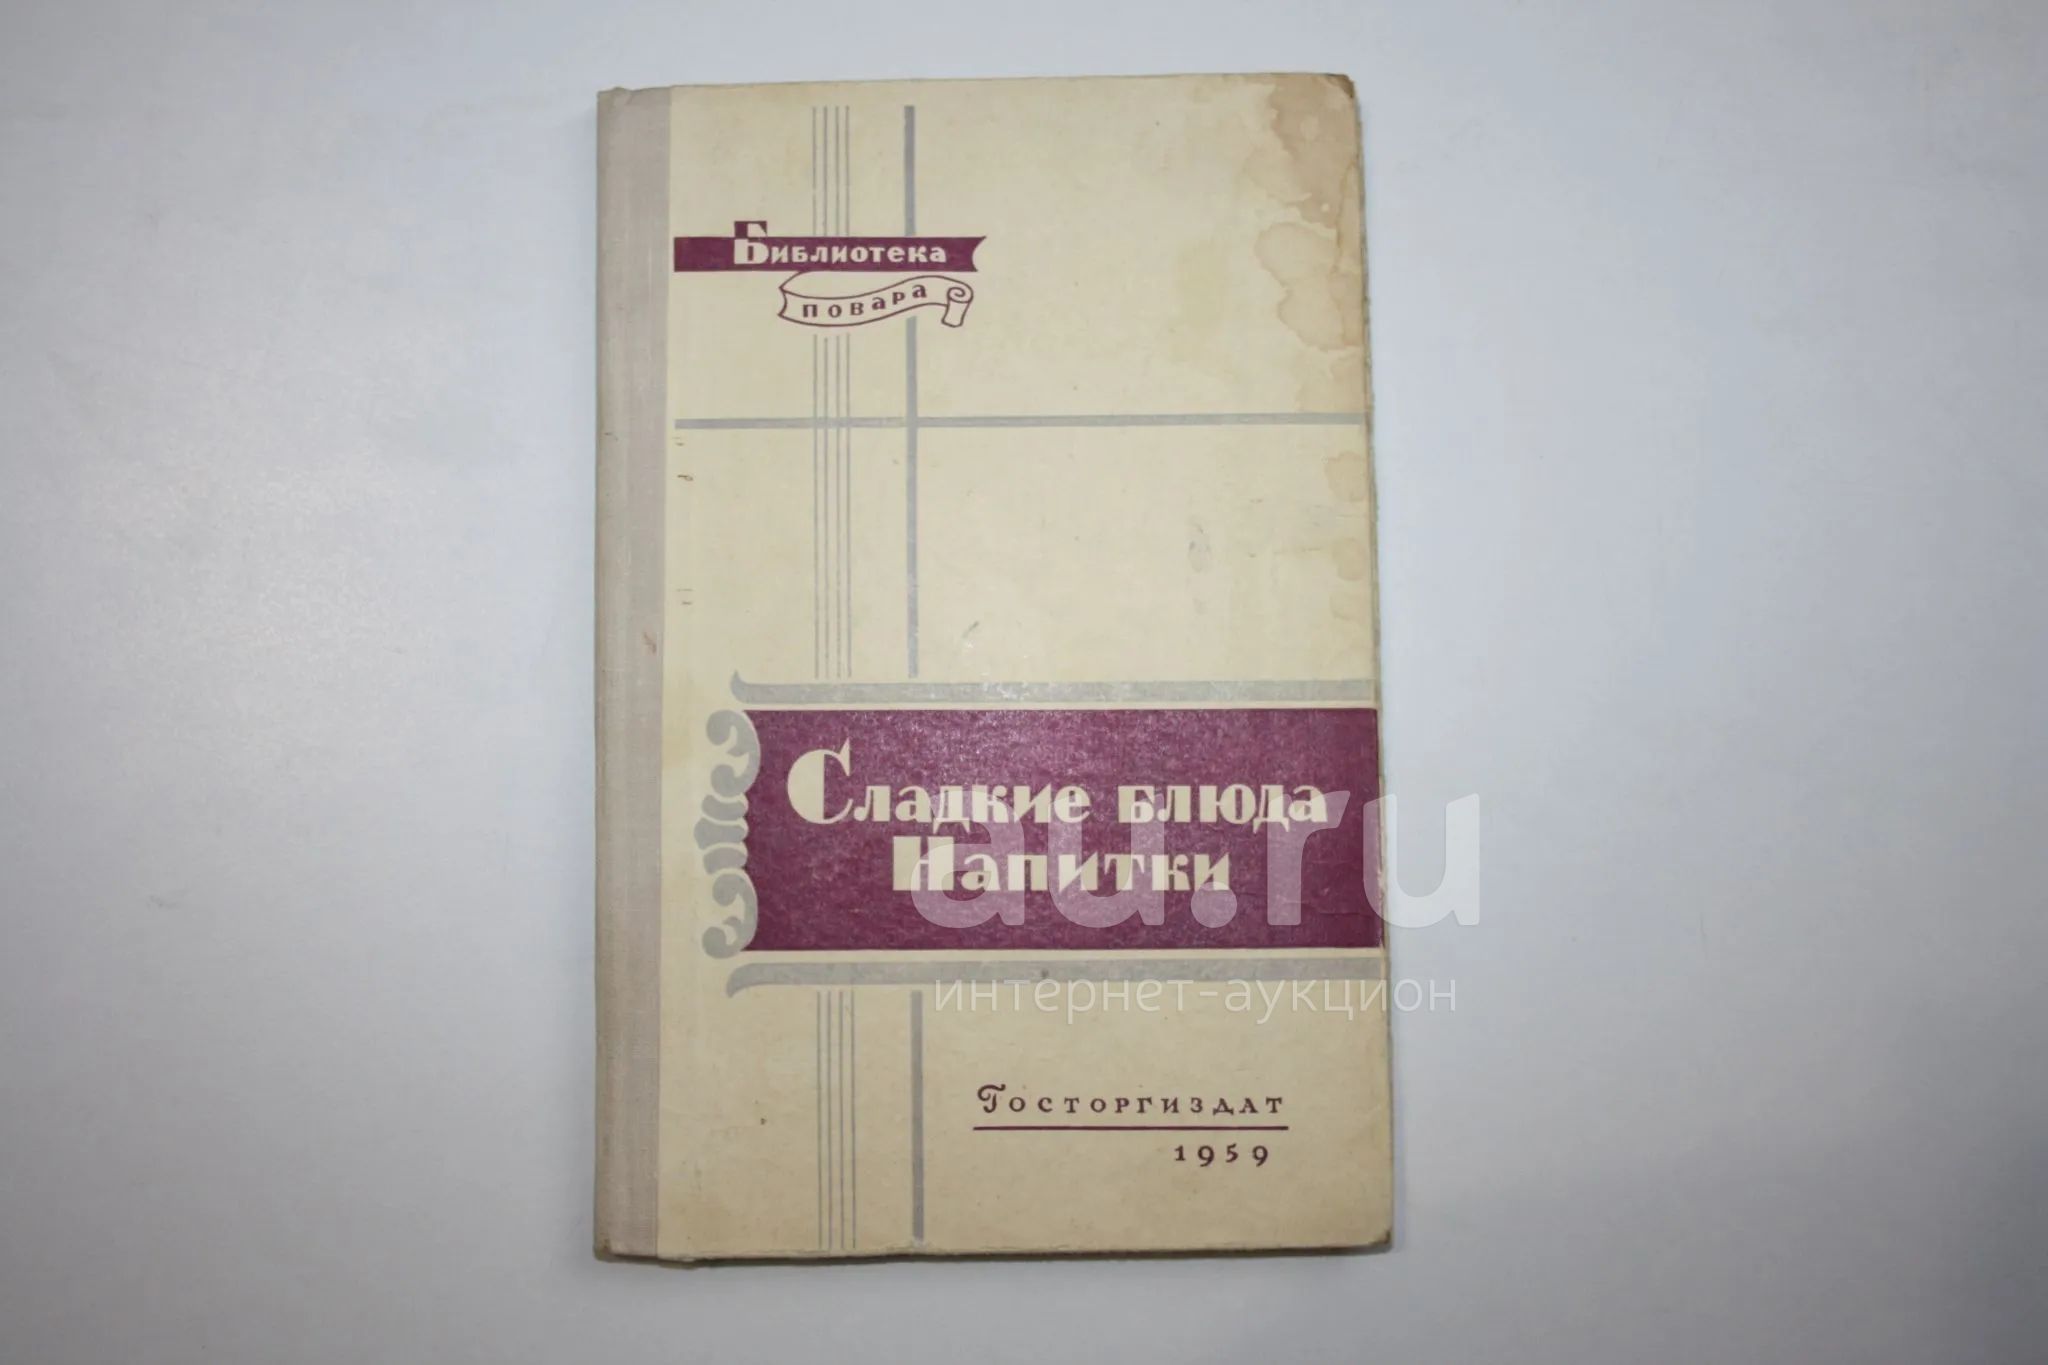 Библиотека
повара
Сладкие блюда
Напитки
au.ru
интернет-аукцион
Госторгиздат
1959